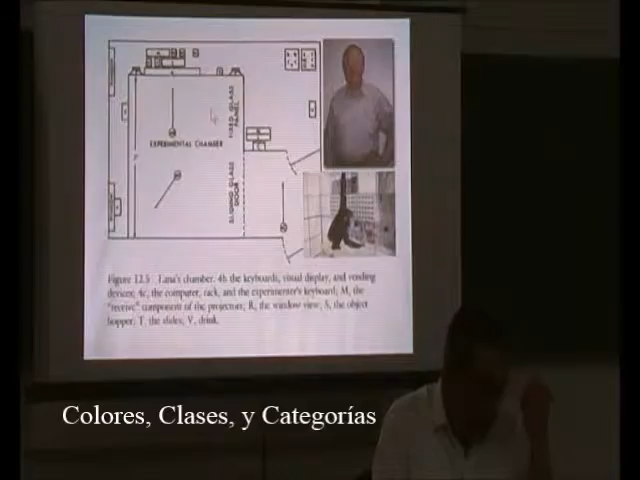 EXPERIMENTAL CHAMBER
FIXED GLASS
PANEL
SLIDING GLASS
DOOR
Figure 12.5 Lana's chamber. 4b the keyboards, visual display, and vending
devices; 4c, the computer, rack, and the experimenter's keyboard; M, the
"receive" component of the projectors; R, the window view; S, the object
hopper; T, the slides; V, drink.
Colores, Clases, y Categorías